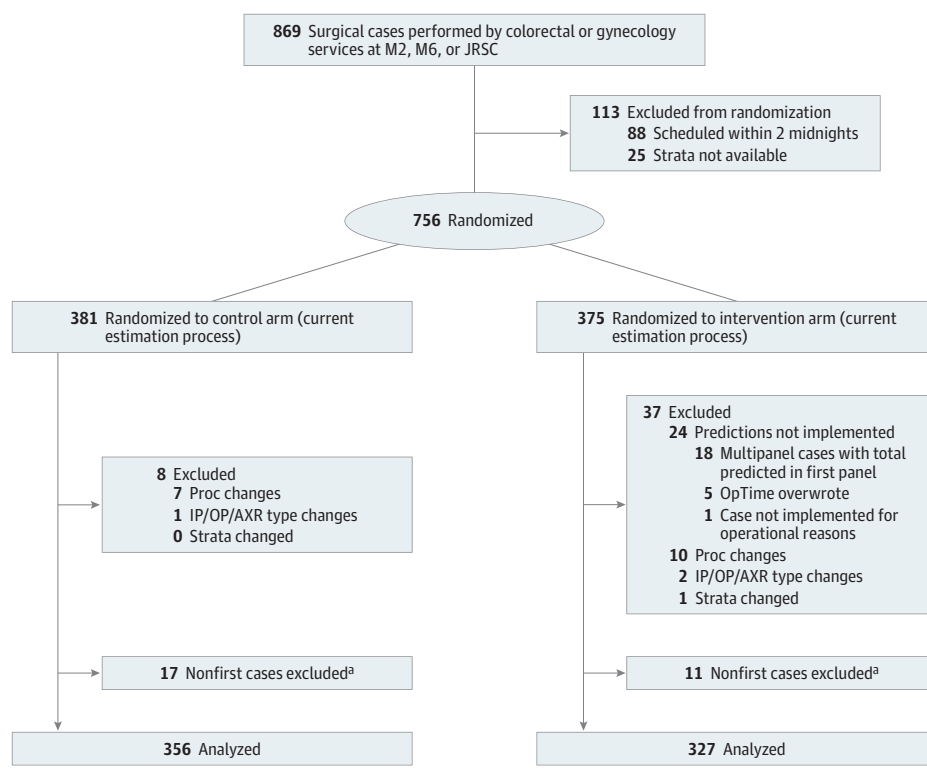 869 Surgical cases performed by colorectal or gynecology
services at M2, M6, or JRSC
113 Excluded from randomization
88 Scheduled within 2 midnights
25 Strata not available
756 Randomized
381 Randomized to control arm (current
estimation process)
8 Excluded
7 Proc changes
1 IP/OP/AXR type changes
0 Strata changed
17 Nonfirst cases excludedᵃ
356 Analyzed
375 Randomized to intervention arm (current
estimation process)
37 Excluded
24 Predictions not implemented
18 Multipanel cases with total
predicted in first panel
5 OpTime overwrote
1 Case not implemented for
operational reasons
10 Proc changes
2 IP/OP/AXR type changes
1 Strata changed
11 Nonfirst cases excludedᵃ
327 Analyzed